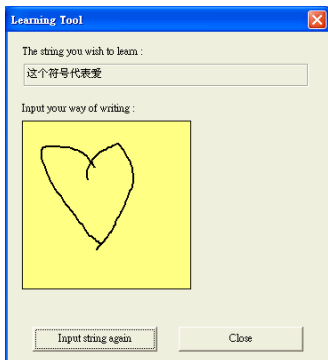 Learning Tool
The string you wish to learn :
这个符号代表爱
Input your way of writing :
Input string again
Close